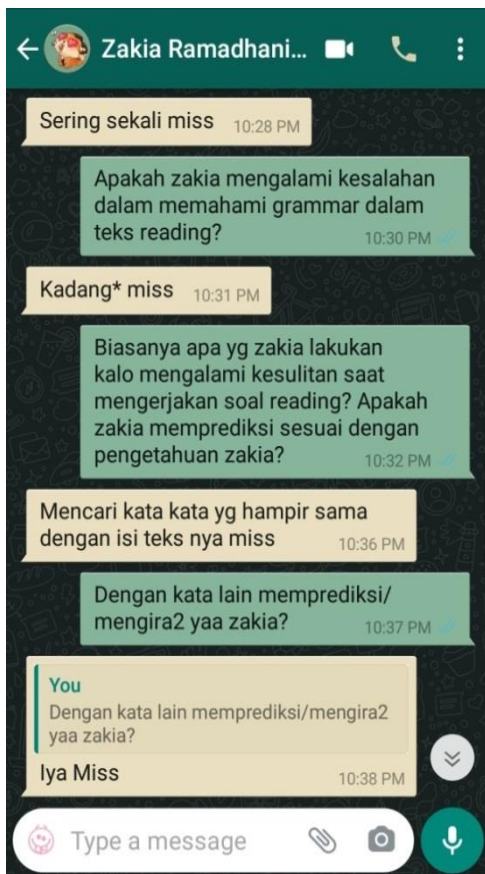 Zakia Ramadhani...
Sering sekali miss 10:28 PM
Apakah zakia mengalami kesalahan
dalam memahami grammar dalam
teks reading? 10:30 PM
Kadang* miss 10:31 PM
Biasanya apa yg zakia lakukan
kalo mengalami kesulitan saat
mengerjakan soal reading? Apakah
zakia memprediksi sesuai dengan
pengetahuan zakia? 10:32 PM
Mencari kata kata yg hampir sama
dengan isi teks nya miss 10:36 PM
Dengan kata lain memprediksi/
mengira2 yaa zakia? 10:37 PM
You
Dengan kata lain memprediksi/mengira2
yaa zakia?
Iya Miss 10:38 PM
Type a message